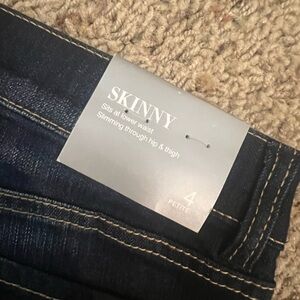 SKINNY
Sits at lower waist
Slimming through hip & thigh
4
PETITE